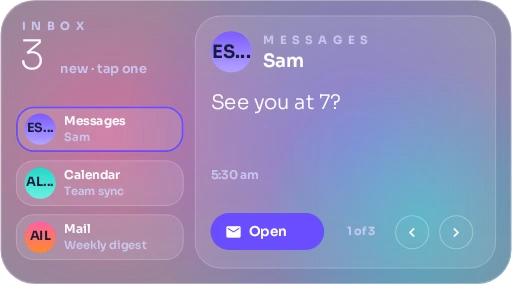 INBOX
3
new · tap one
ES...
Messages
Sam
AL...
Calendar
Team sync
AIL
Mail
Weekly digest
ES...
MESSAGES
Sam
See you at 7?
5:30 am
Open
1 of 3